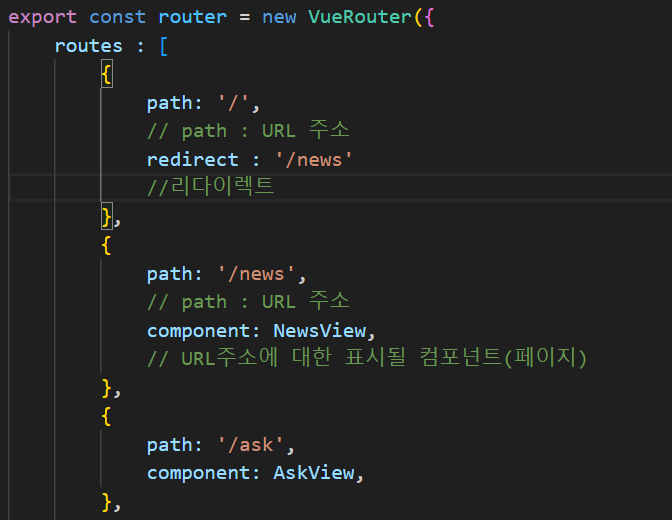 export const router = new VueRouter({
routes : [
{
path: '/',
// path : URL 주소
redirect : '/news'
//리다이렉트
},
{
path: '/news',
// path : URL 주소
component: NewsView,
// URL주소에 대한 표시될 컴포넌트(페이지)
},
{
path: '/ask',
component: AskView,
},